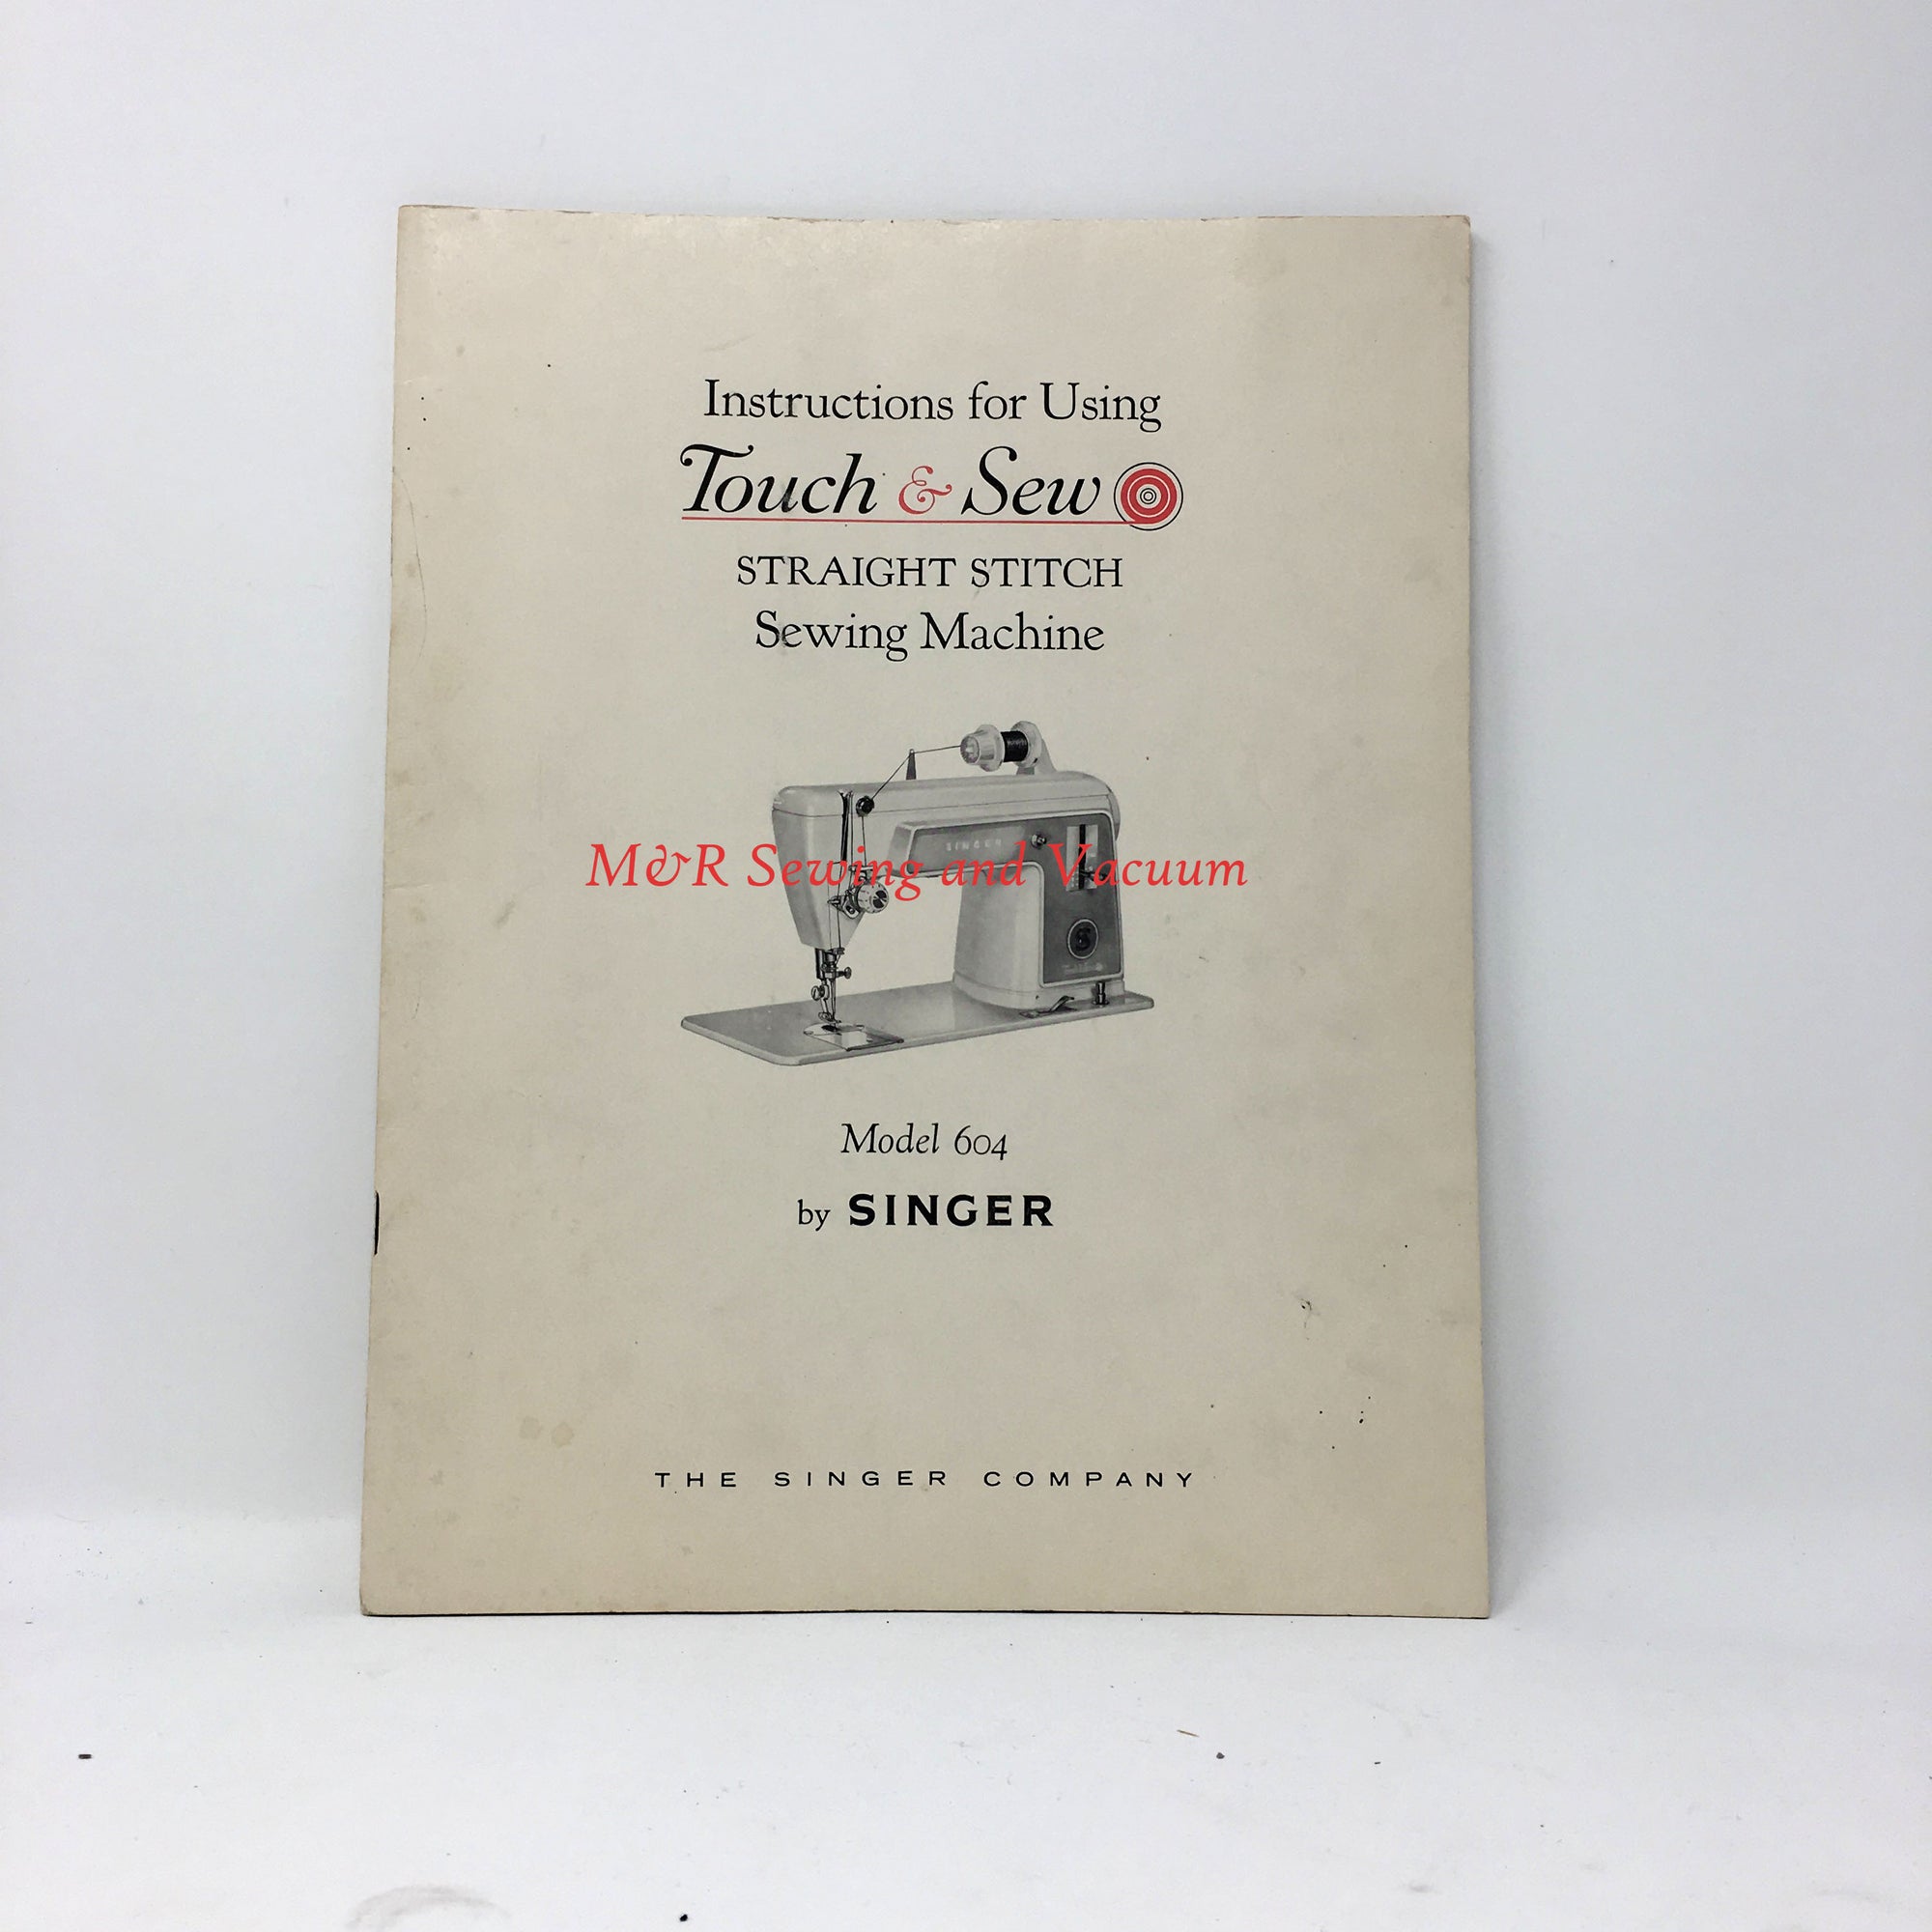 Instructions for Using
Touch & Sew
STRAIGHT STITCH
Sewing Machine
SINGER
M&R Sewing and Vacuum
S
Model 604
by SINGER
THE SINGER COMPANY